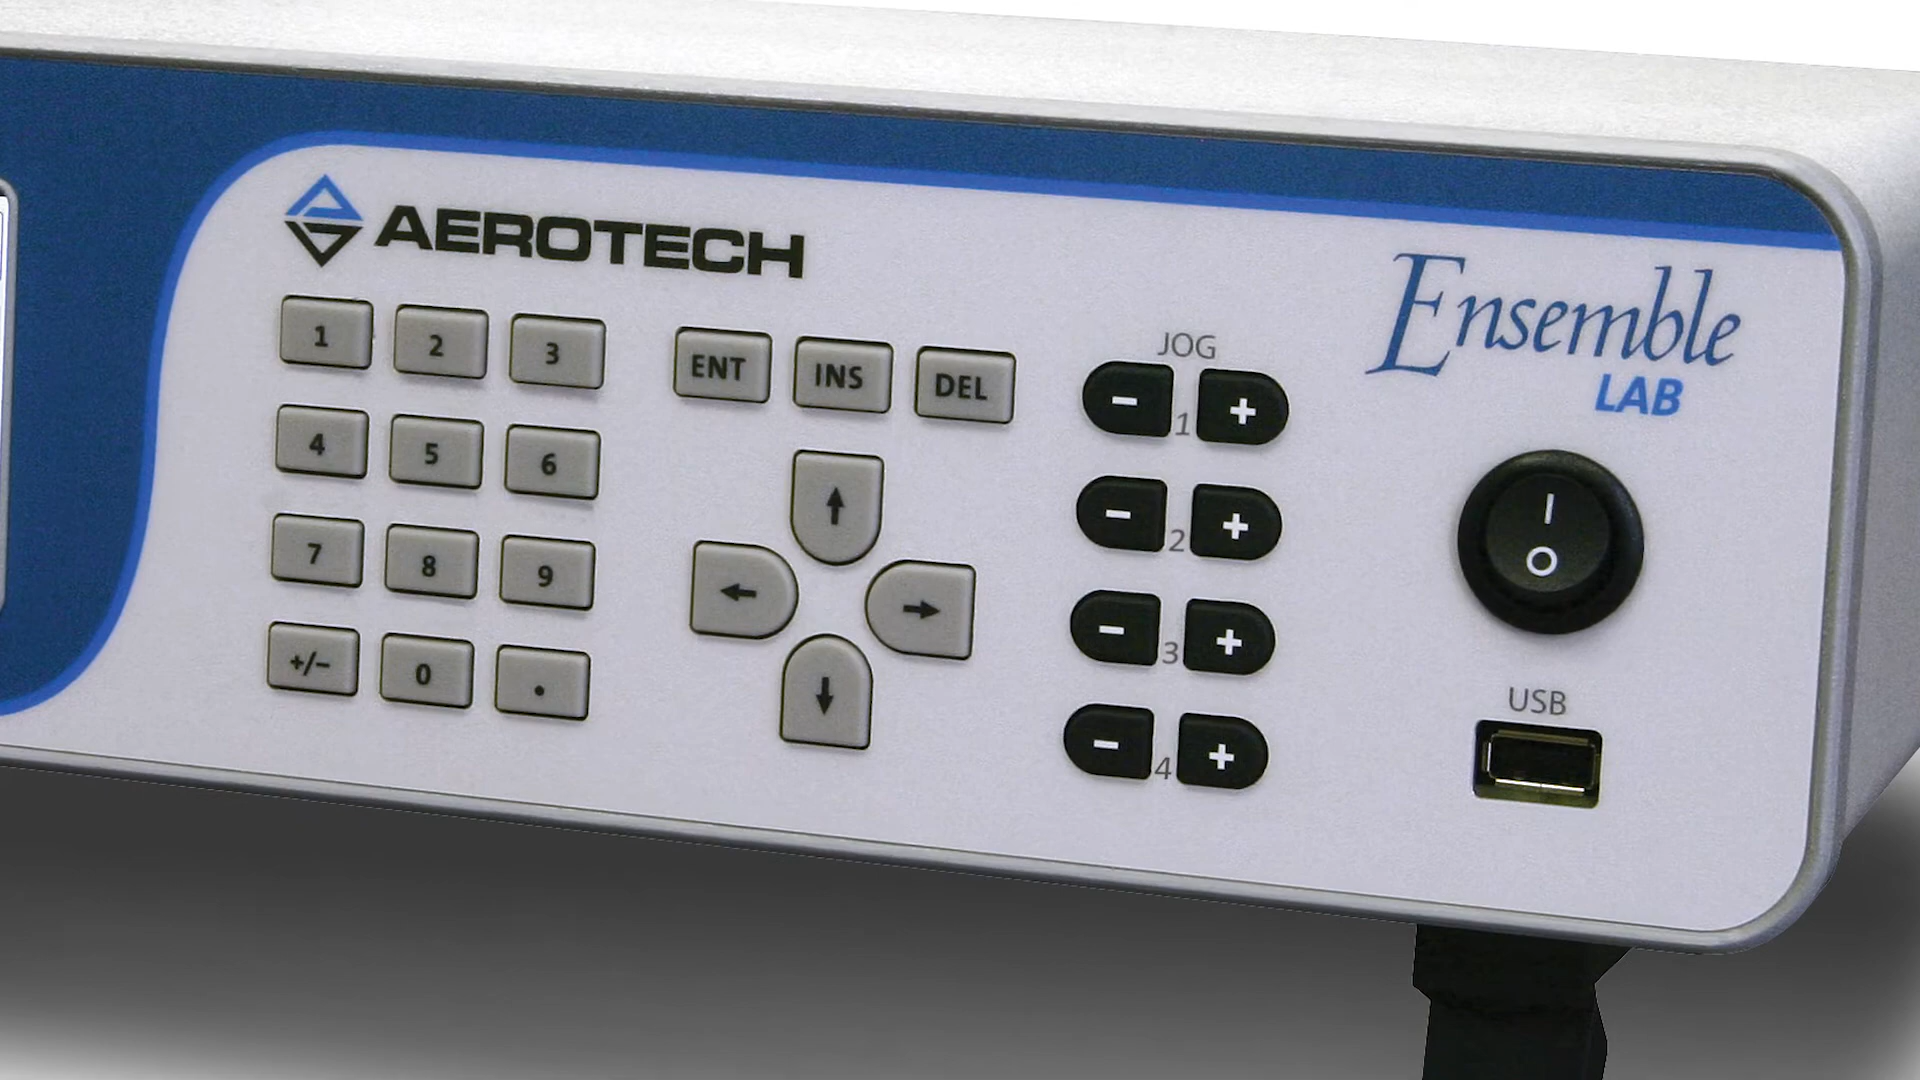 AEROTECH
Ensemble
LAB
1 2 3
4 5 6
7 8 9
+/− 0 .
ENT INS DEL
↑
← →
↓
JOG
− 1 +
− 2 +
− 3 +
− 4 +
I
O
USB